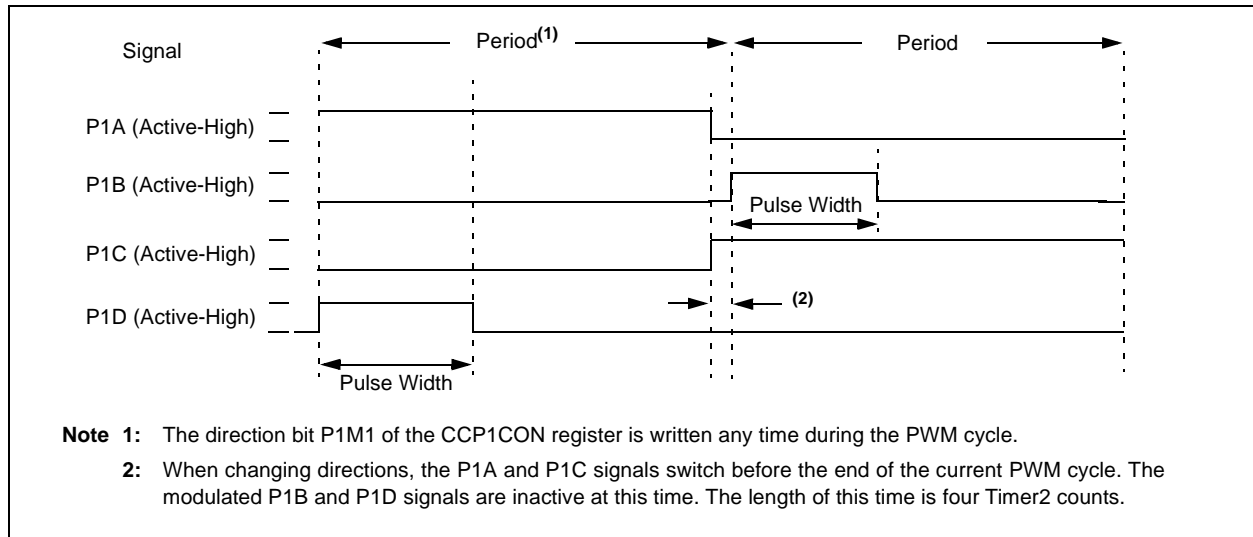 Signal
Period(1)
Period
P1A (Active-High)
P1B (Active-High)
Pulse Width
P1C (Active-High)
(2)
P1D (Active-High)
Pulse Width
Note 1: The direction bit P1M1 of the CCP1CON register is written any time during the PWM cycle.
2: When changing directions, the P1A and P1C signals switch before the end of the current PWM cycle. The
modulated P1B and P1D signals are inactive at this time. The length of this time is four Timer2 counts.